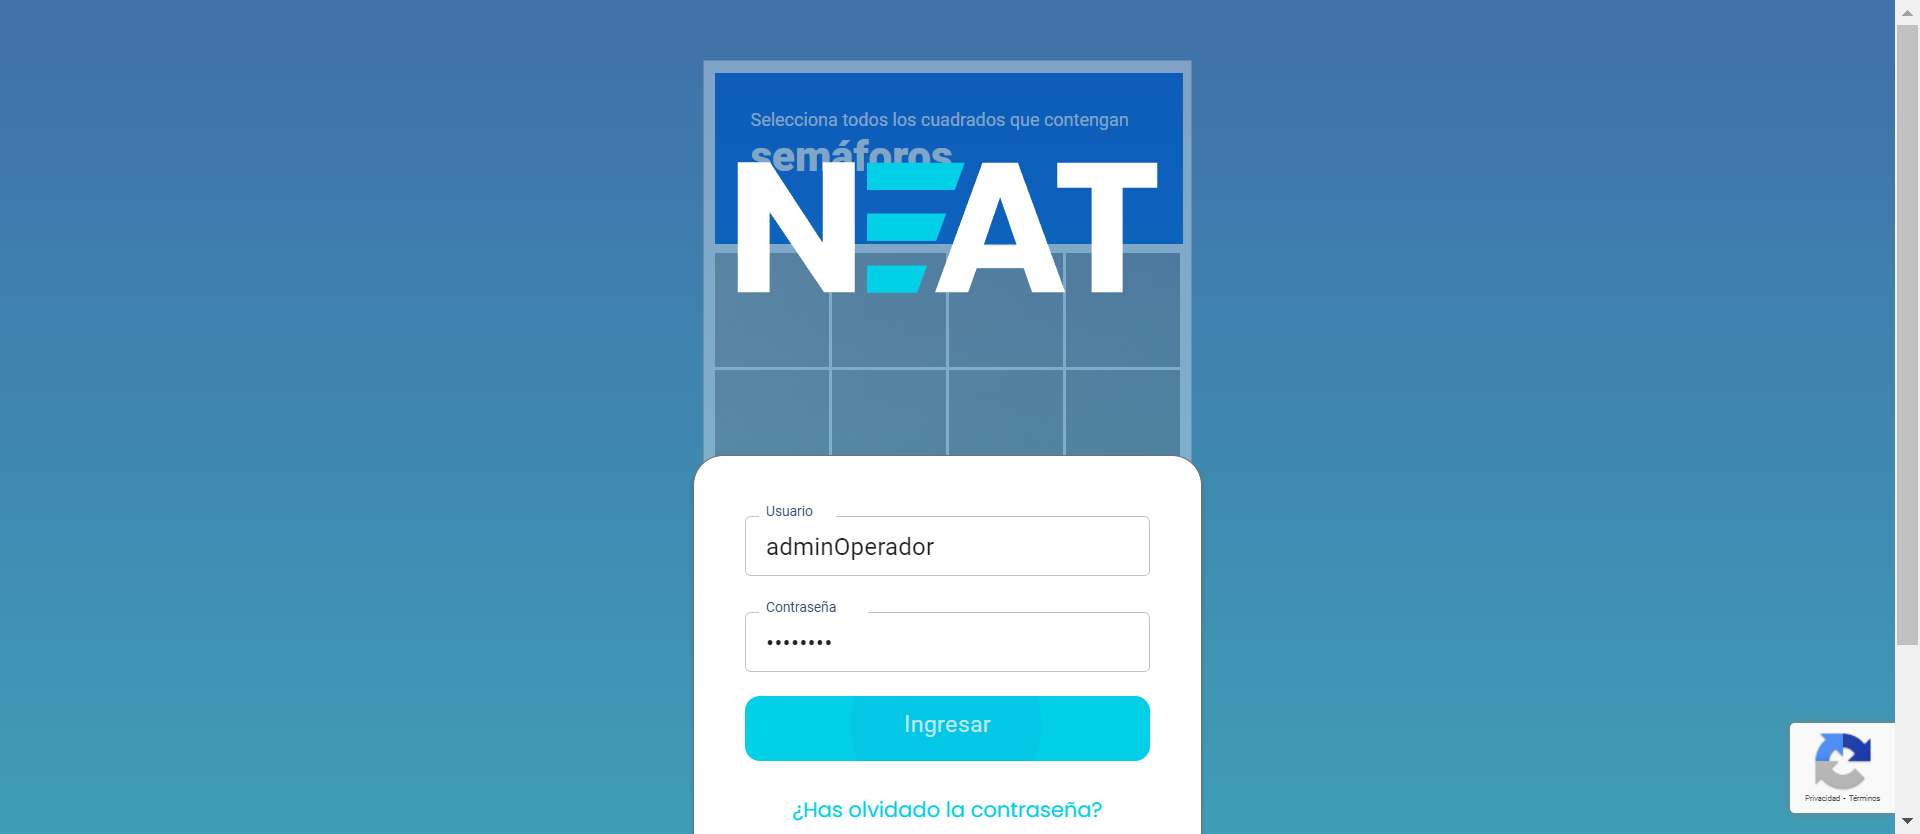 Selecciona todos los cuadrados que contengan
semáforos
NEAT
Usuario
adminOperador
Contraseña
••••••••
Ingresar
¿Has olvidado la contraseña?
Privacidad - Términos